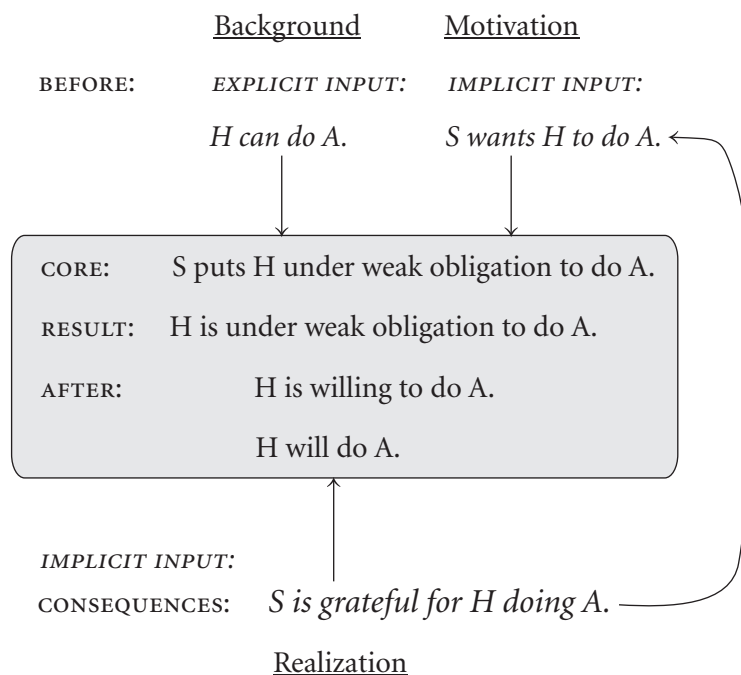 Background Motivation
BEFORE: EXPLICIT INPUT: IMPLICIT INPUT:
H can do A. S wants H to do A.
CORE: S puts H under weak obligation to do A.
RESULT: H is under weak obligation to do A.
AFTER: H is willing to do A.
H will do A.
IMPLICIT INPUT:
CONSEQUENCES: S is grateful for H doing A.
Realization